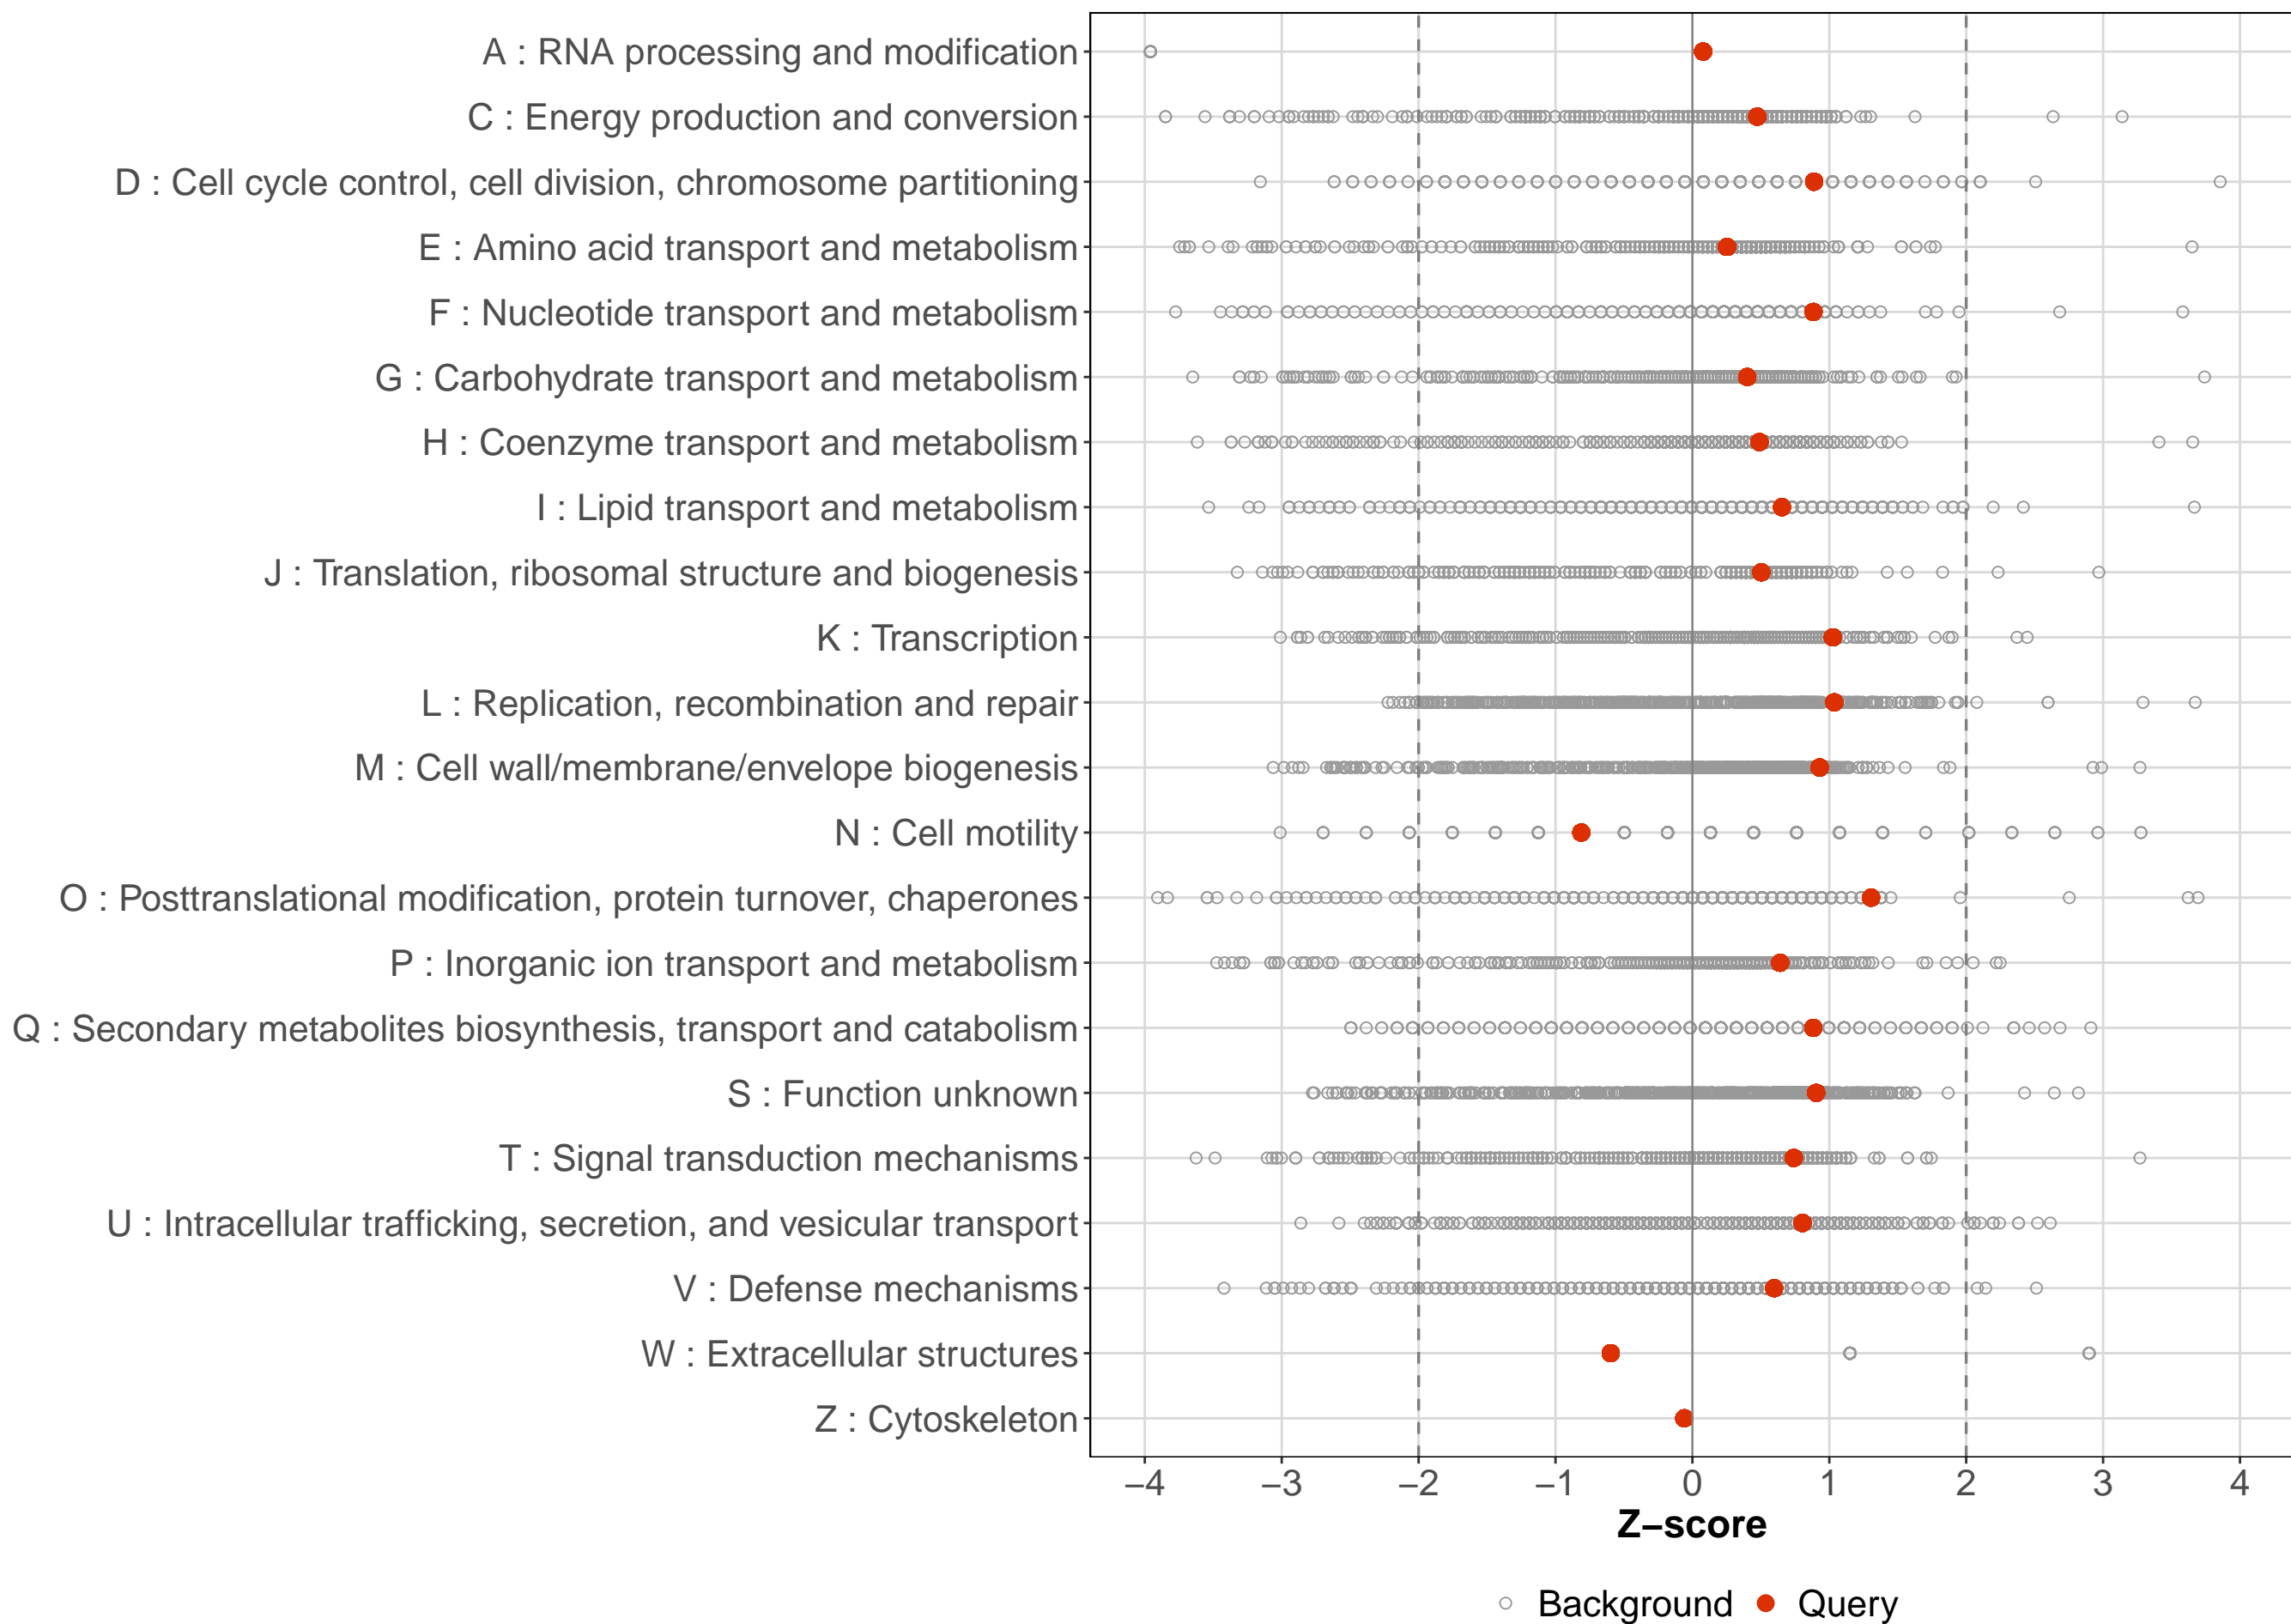 A : RNA processing and modification
C : Energy production and conversion
D : Cell cycle control, cell division, chromosome partitioning
E : Amino acid transport and metabolism
F : Nucleotide transport and metabolism
G : Carbohydrate transport and metabolism
H : Coenzyme transport and metabolism
I : Lipid transport and metabolism
J : Translation, ribosomal structure and biogenesis
K : Transcription
L : Replication, recombination and repair
M : Cell wall/membrane/envelope biogenesis
N : Cell motility
O : Posttranslational modification, protein turnover, chaperones
P : Inorganic ion transport and metabolism
Q : Secondary metabolites biosynthesis, transport and catabolism
S : Function unknown
T : Signal transduction mechanisms
U : Intracellular trafficking, secretion, and vesicular transport
V : Defense mechanisms
W : Extracellular structures
Z : Cytoskeleton
−4 −3 −2 −1 0 1 2 3 4
Z−score
Background Query